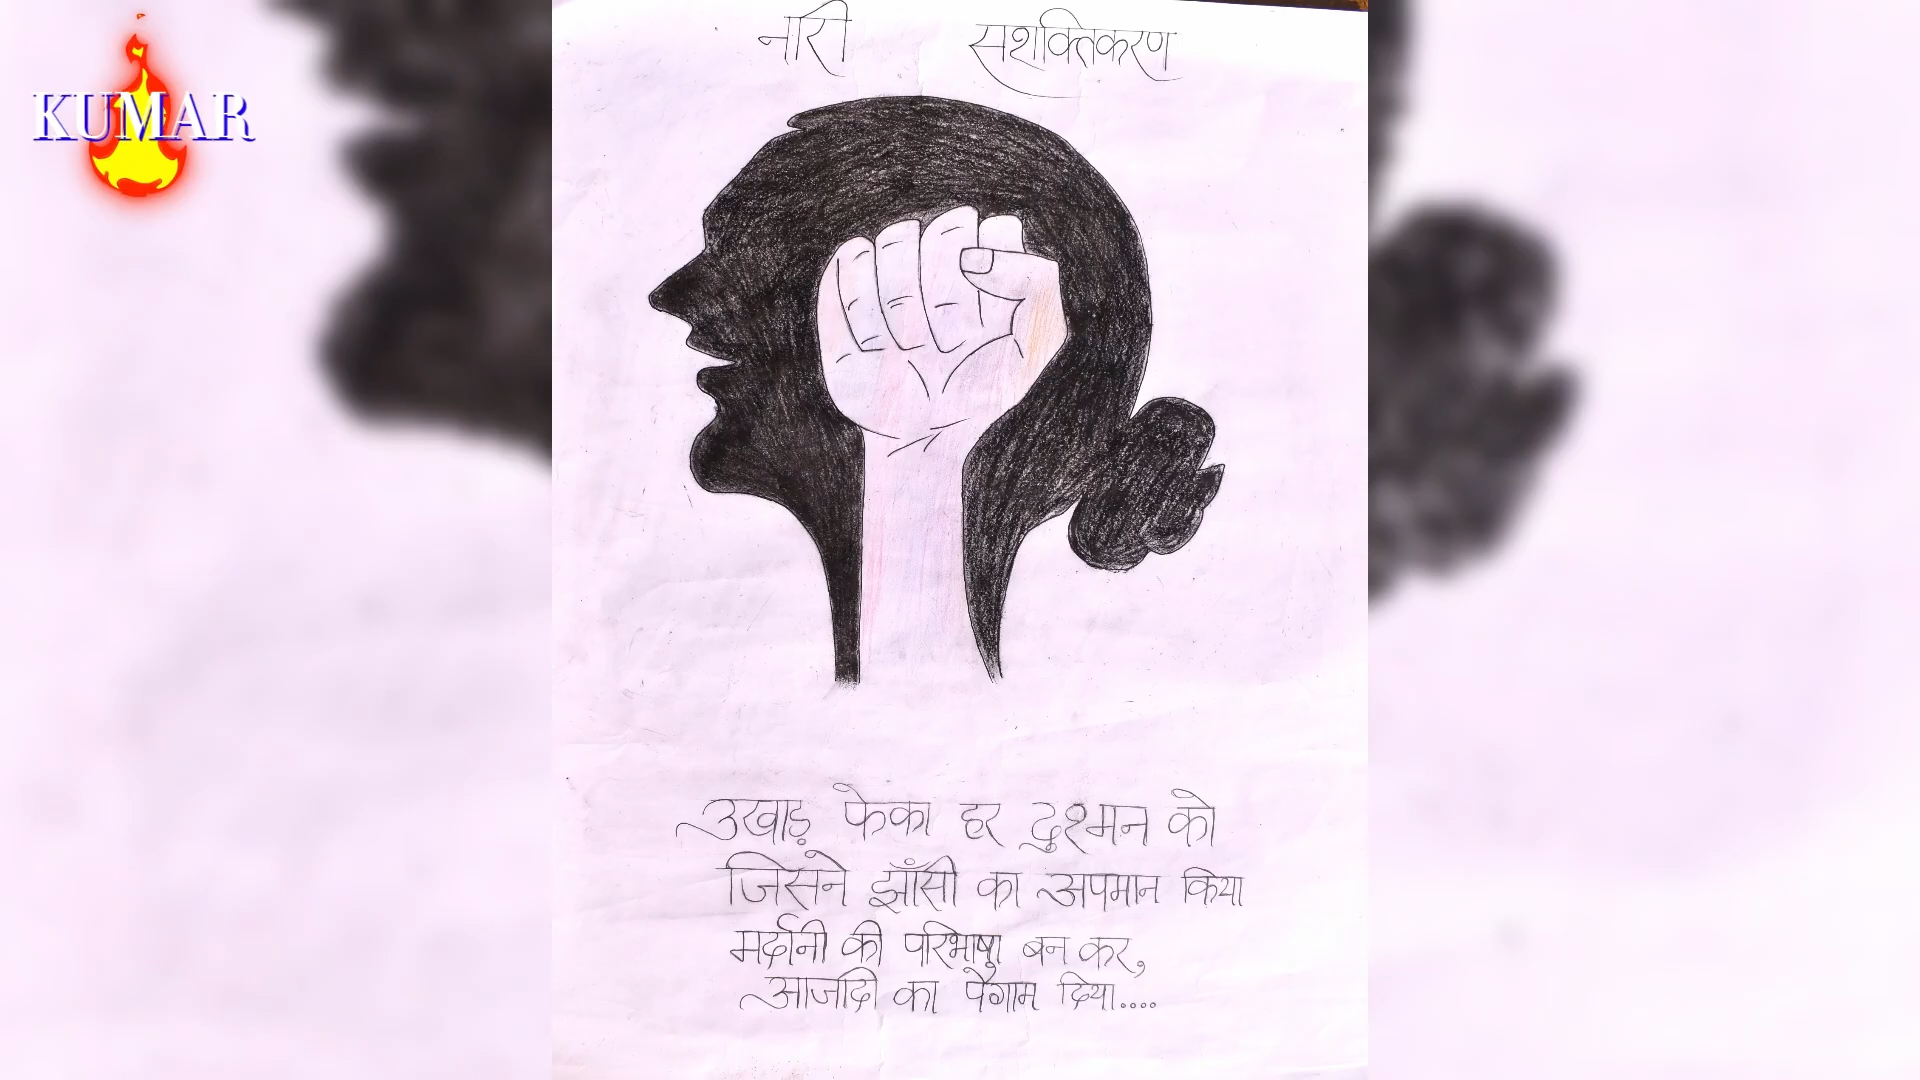 KUMAR
नारी सशक्तिकरण
उखाड़ फेका हर दुश्मन को
जिसने झाँसी का अपमान किया
मर्दानी की परिभाषा बन कर,
आजादी का पैगाम दिया....